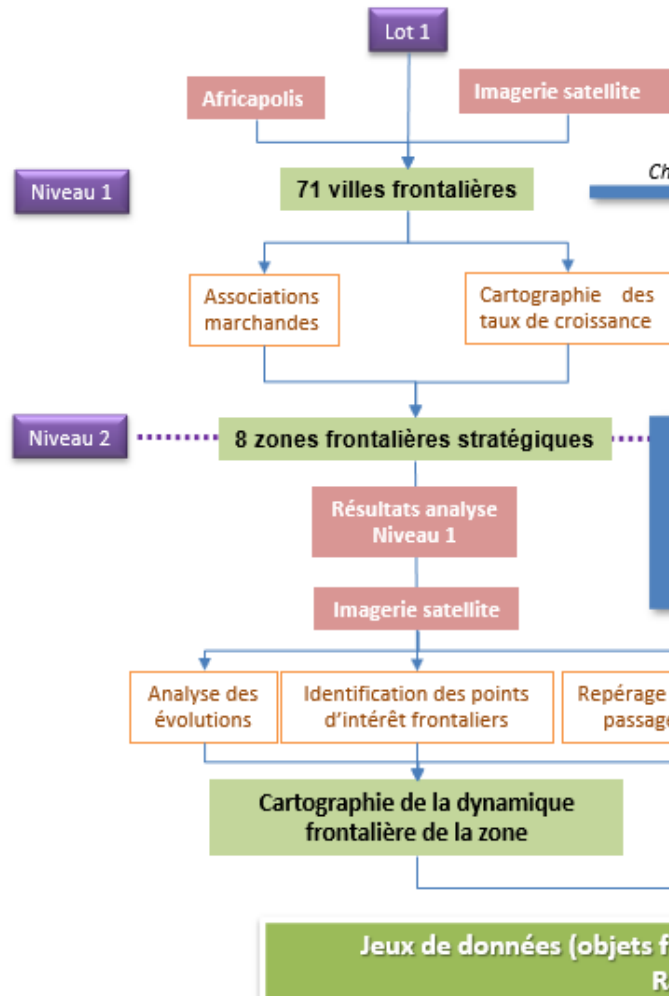 Lot 1
Africapolis
Imagerie satellite
Niveau 1
71 villes frontalières
Ch
Associations
marchandes
Cartographie des
taux de croissance
Niveau 2
8 zones frontalières stratégiques
Résultats analyse
Niveau 1
Imagerie satellite
Analyse des
évolutions
Identification des points
d'intérêt frontaliers
Repérage
passage
Cartographie de la dynamique
frontalière de la zone
Jeux de données (objets f
R